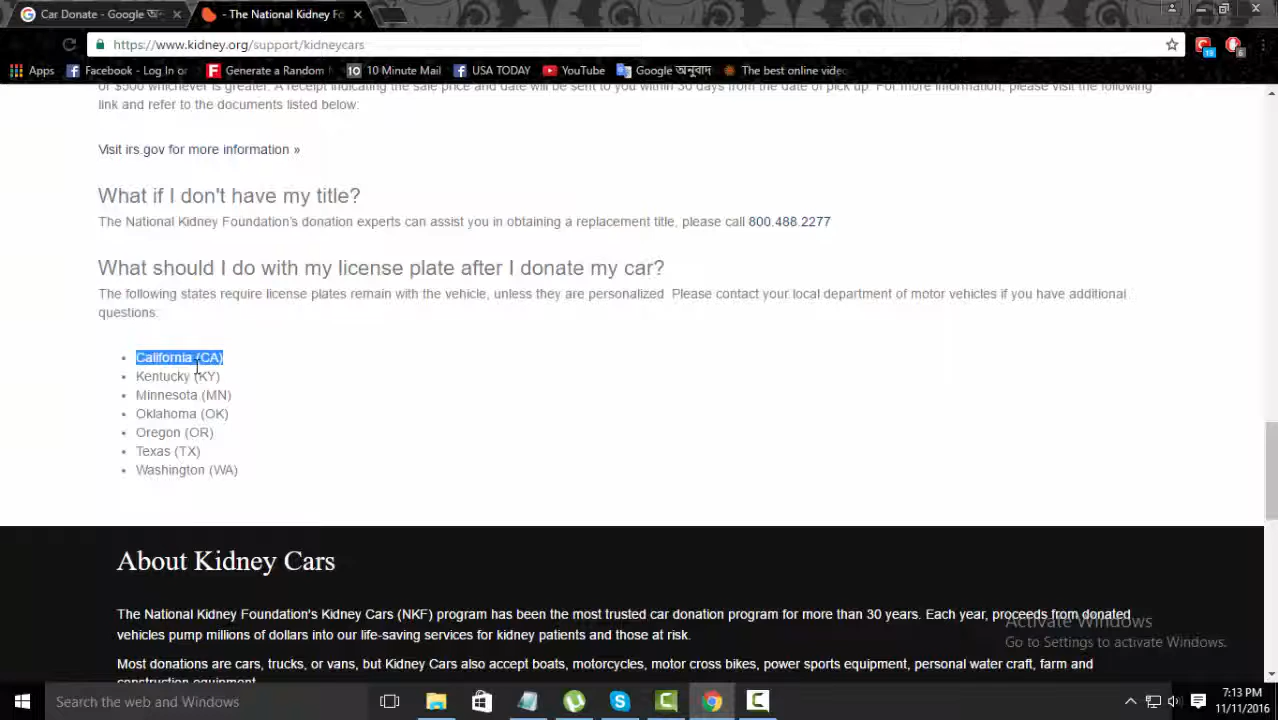 Car Donate - Google অ
- The National Kidney Fo
https://www.kidney.org/support/kidneycars
Apps
Facebook - Log In or
Generate a Random
10 10 Minute Mail
USA TODAY
YouTube
Google অনুবাদ
The best online vide
of $500 whichever is greater. A receipt indicating the sale price and date will be sent to you within 30 days from the date of pick up. For more information, please visit the following
link and refer to the documents listed below:
Visit irs.gov for more information »
What if I don't have my title?
The National Kidney Foundation's donation experts can assist you in obtaining a replacement title, please call 800.488.2277
What should I do with my license plate after I donate my car?
The following states require license plates remain with the vehicle, unless they are personalized. Please contact your local department of motor vehicles if you have additional
questions.
• California (CA)
• Kentucky (KY)
• Minnesota (MN)
• Oklahoma (OK)
• Oregon (OR)
• Texas (TX)
• Washington (WA)
About Kidney Cars
The National Kidney Foundation's Kidney Cars (NKF) program has been the most trusted car donation program for more than 30 years. Each year, proceeds from donated
vehicles pump millions of dollars into our life-saving services for kidney patients and those at risk.
Activate Windows
Go to Settings to activate Windows.
Most donations are cars, trucks, or vans, but Kidney Cars also accept boats, motorcycles, motor cross bikes, power sports equipment, personal water craft, farm and
construction equipment.
Search the web and Windows
7:13 PM
11/11/2016